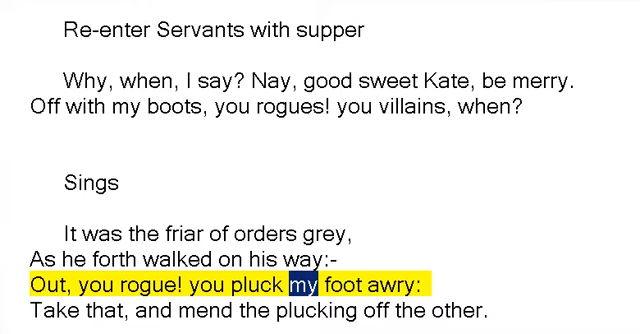 Re-enter Servants with supper
Why, when, I say? Nay, good sweet Kate, be merry.
Off with my boots, you rogues! you villains, when?
Sings
It was the friar of orders grey,
As he forth walked on his way:-
Out, you rogue! you pluck my foot awry:
Take that, and mend the plucking off the other.